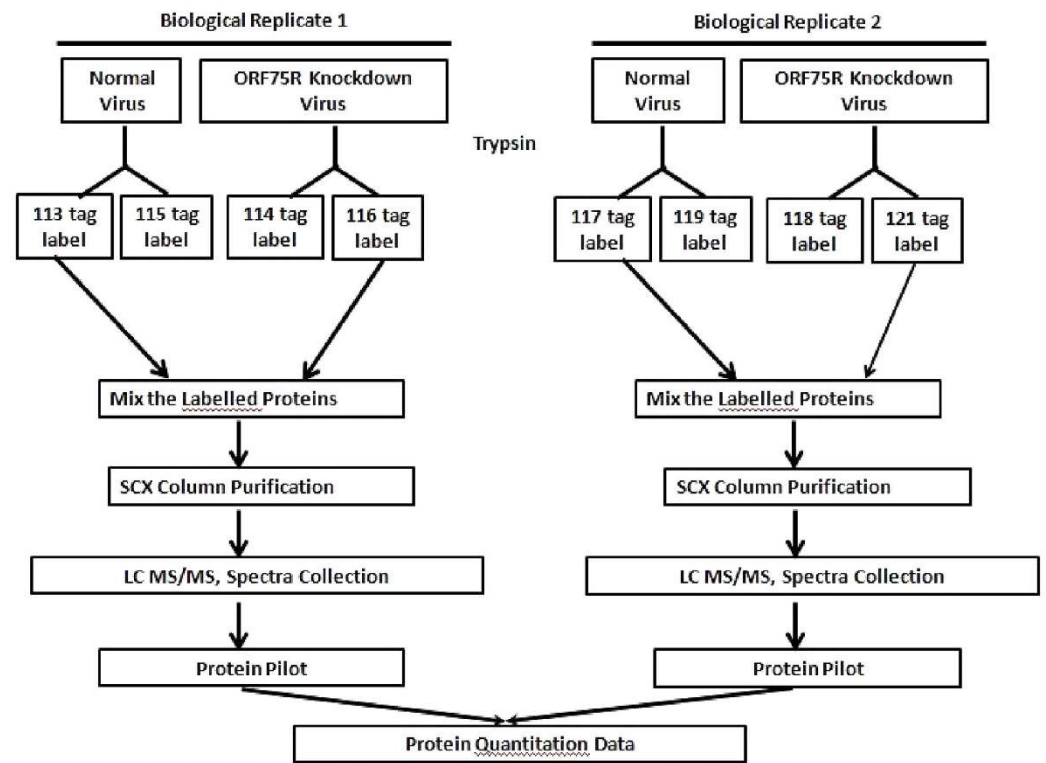 Biological Replicate 1
Biological Replicate 2
Normal
Virus
ORF75R Knockdown
Virus
Normal
Virus
ORF75R Knockdown
Virus
Trypsin
113 tag
label
115 tag
label
114 tag
label
116 tag
label
117 tag
label
119 tag
label
118 tag
label
121 tag
label
Mix the Labelled Proteins
Mix the Labelled Proteins
SCX Column Purification
SCX Column Purification
LC MS/MS, Spectra Collection
LC MS/MS, Spectra Collection
Protein Pilot
Protein Pilot
Protein Quantitation Data